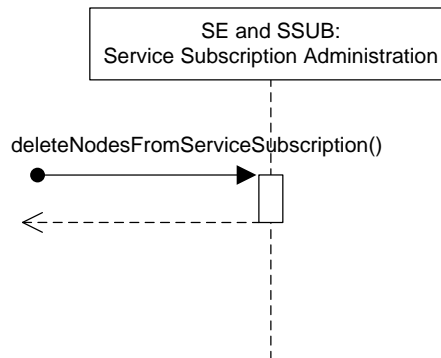 SE and SSUB:
Service Subscription Administration
deleteNodesFromServiceSubscription()